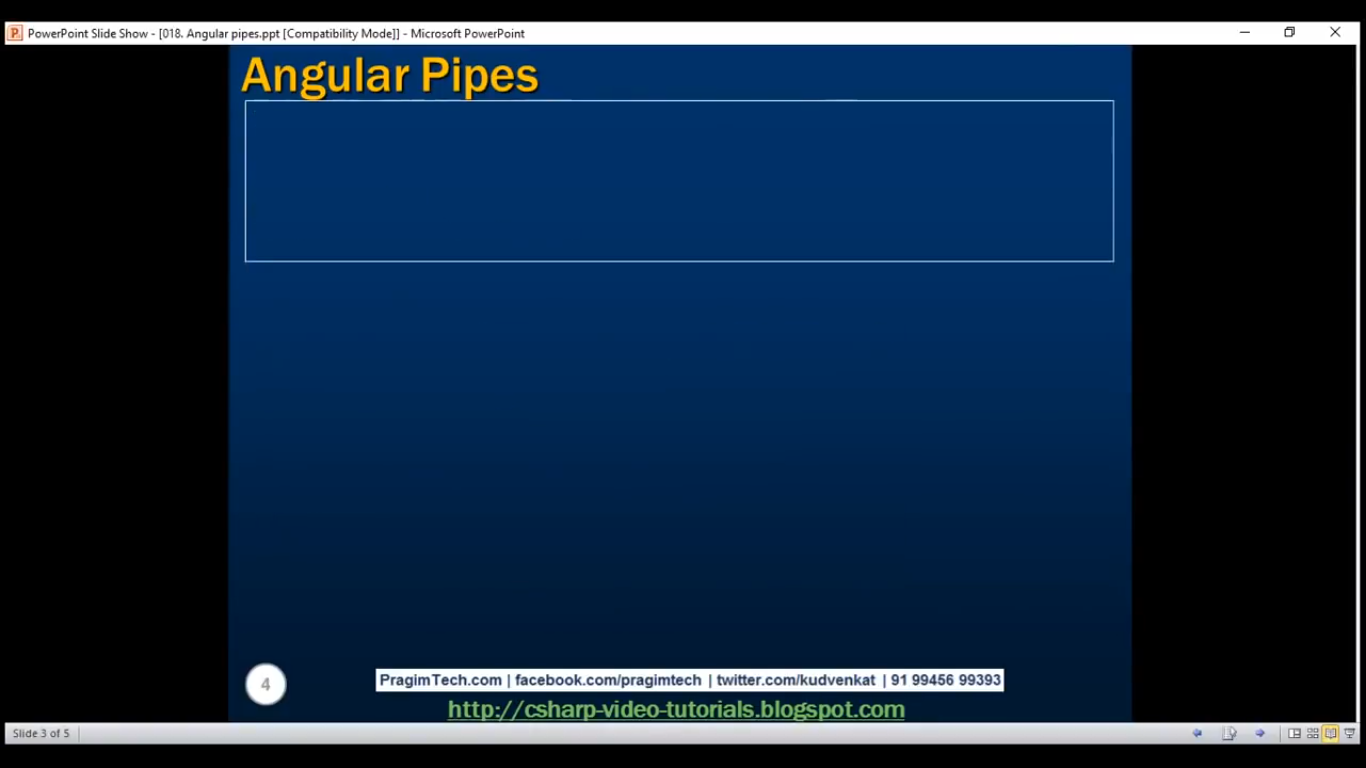 PowerPoint Slide Show - [018. Angular pipes.ppt [Compatibility Mode]] - Microsoft PowerPoint
Angular Pipes
4
PragimTech.com | facebook.com/pragimtech | twitter.com/kudvenkat | 91 99456 99393
http://csharp-video-tutorials.blogspot.com
Slide 3 of 5